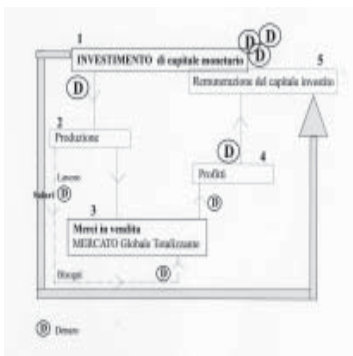 1
INVESTIMENTO di capitale monetario
D D D D
5
Remunerazione del capitale investito
D
2
Produzione
D
4
Profitti
Lavoro
Salari D
D
3
Merci in vendita
MERCATO Globale Totalizzante
Bisogni
D
D Denaro